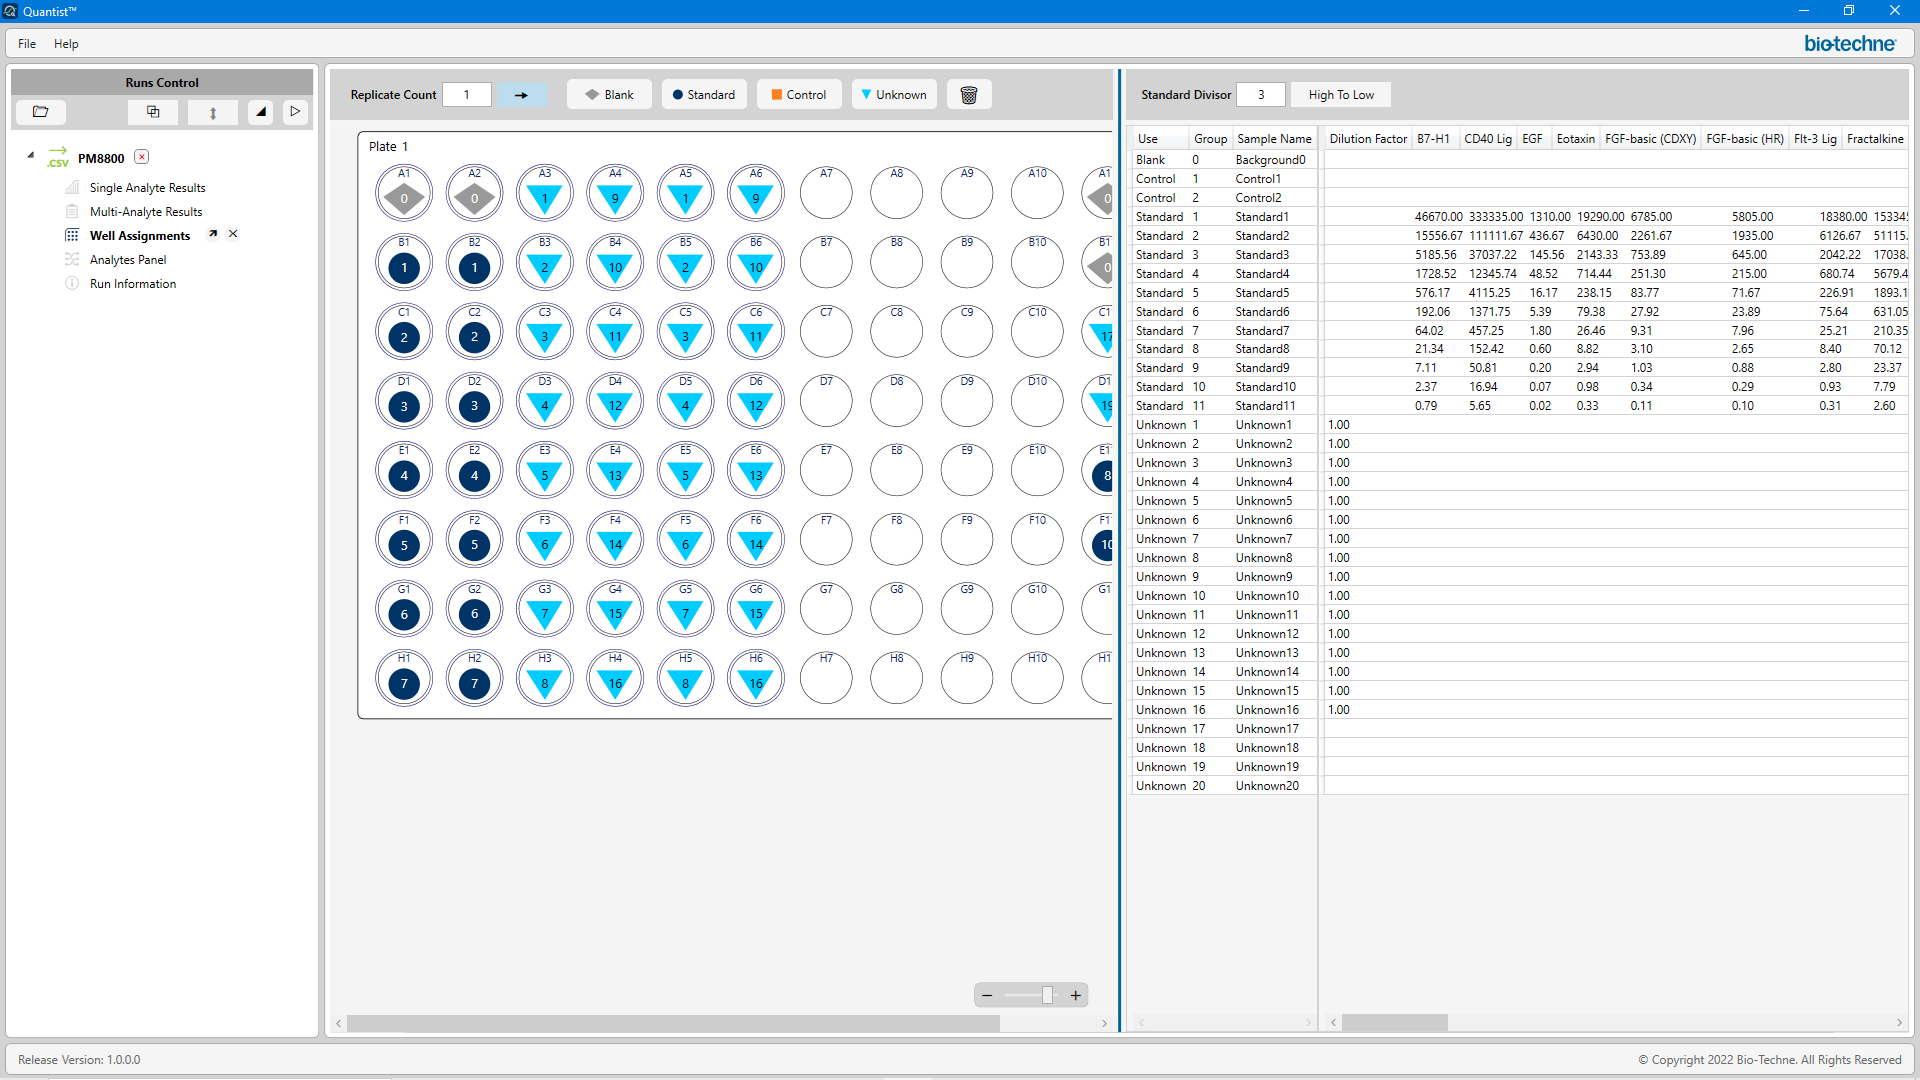 Quantist™
File Help
bio-techne®
Runs Control
.csv PM8800
Single Analyte Results
Multi-Analyte Results
Well Assignments
Analytes Panel
Run Information
Replicate Count 1 Blank Standard Control Unknown
Plate 1
A1 A2 A3 A4 A5 A6 A7 A8 A9 A10 A1
0 0 1 9 1 9 0
B1 B2 B3 B4 B5 B6 B7 B8 B9 B10 B1
1 1 2 10 2 10 0
C1 C2 C3 C4 C5 C6 C7 C8 C9 C10 C1
2 2 3 11 3 11 17
D1 D2 D3 D4 D5 D6 D7 D8 D9 D10 D1
3 3 4 12 4 12 19
E1 E2 E3 E4 E5 E6 E7 E8 E9 E10 E1
4 4 5 13 5 13 8
F1 F2 F3 F4 F5 F6 F7 F8 F9 F10 F1
5 5 6 14 6 14 10
G1 G2 G3 G4 G5 G6 G7 G8 G9 G10 G1
6 6 7 15 7 15
H1 H2 H3 H4 H5 H6 H7 H8 H9 H10 H1
7 7 8 16 8 16
Standard Divisor 3 High To Low
Use Group Sample Name Dilution Factor B7-H1 CD40 Lig EGF Eotaxin FGF-basic (CDXY) FGF-basic (HR) Flt-3 Lig Fractalkine
Blank 0 Background0
Control 1 Control1
Control 2 Control2
Standard 1 Standard1 46670.00 333335.00 1310.00 19290.00 6785.00 5805.00 18380.00 15334
Standard 2 Standard2 15556.67 111111.67 436.67 6430.00 2261.67 1935.00 6126.67 51115.
Standard 3 Standard3 5185.56 37037.22 145.56 2143.33 753.89 645.00 2042.22 17038.
Standard 4 Standard4 1728.52 12345.74 48.52 714.44 251.30 215.00 680.74 5679.4
Standard 5 Standard5 576.17 4115.25 16.17 238.15 83.77 71.67 226.91 1893.1
Standard 6 Standard6 192.06 1371.75 5.39 79.38 27.92 23.89 75.64 631.05
Standard 7 Standard7 64.02 457.25 1.80 26.46 9.31 7.96 25.21 210.35
Standard 8 Standard8 21.34 152.42 0.60 8.82 3.10 2.65 8.40 70.12
Standard 9 Standard9 7.11 50.81 0.20 2.94 1.03 0.88 2.80 23.37
Standard 10 Standard10 2.37 16.94 0.07 0.98 0.34 0.29 0.93 7.79
Standard 11 Standard11 0.79 5.65 0.02 0.33 0.11 0.10 0.31 2.60
Unknown 1 Unknown1 1.00
Unknown 2 Unknown2 1.00
Unknown 3 Unknown3 1.00
Unknown 4 Unknown4 1.00
Unknown 5 Unknown5 1.00
Unknown 6 Unknown6 1.00
Unknown 7 Unknown7 1.00
Unknown 8 Unknown8 1.00
Unknown 9 Unknown9 1.00
Unknown 10 Unknown10 1.00
Unknown 11 Unknown11 1.00
Unknown 12 Unknown12 1.00
Unknown 13 Unknown13 1.00
Unknown 14 Unknown14 1.00
Unknown 15 Unknown15 1.00
Unknown 16 Unknown16 1.00
Unknown 17 Unknown17
Unknown 18 Unknown18
Unknown 19 Unknown19
Unknown 20 Unknown20
Release Version: 1.0.0.0
© Copyright 2022 Bio-Techne. All Rights Reserved